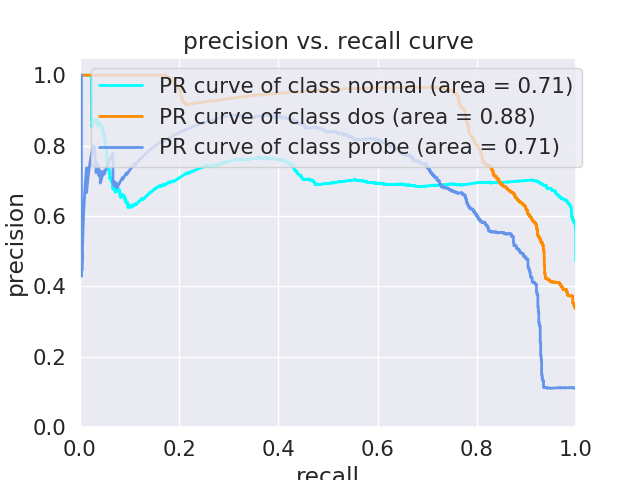 precision vs. recall curve
PR curve of class normal (area = 0.71)
PR curve of class dos (area = 0.88)
PR curve of class probe (area = 0.71)
precision
1.0
0.8
0.6
0.4
0.2
0.0
0.0 0.2 0.4 0.6 0.8 1.0
recall